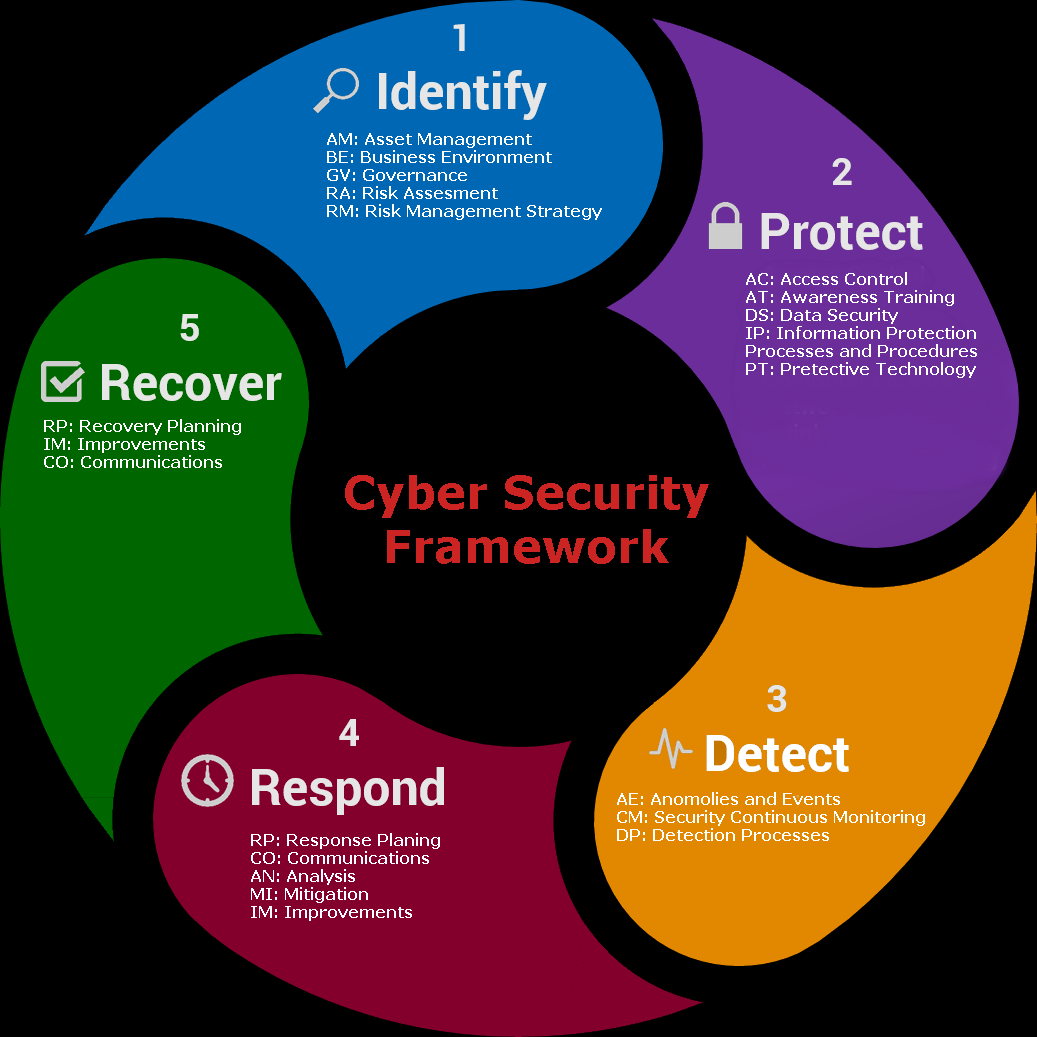 1
Identify
AM: Asset Management
BE: Business Environment
GV: Governance
RA: Risk Assesment
RM: Risk Management Strategy
2
Protect
AC: Access Control
AT: Awareness Training
DS: Data Security
IP: Information Protection
Processes and Procedures
PT: Pretective Technology
3
Detect
AE: Anomolies and Events
CM: Security Continuous Monitoring
DP: Detection Processes
4
Respond
RP: Response Planing
CO: Communications
AN: Analysis
MI: Mitigation
IM: Improvements
5
Recover
RP: Recovery Planning
IM: Improvements
CO: Communications
Cyber Security
Framework